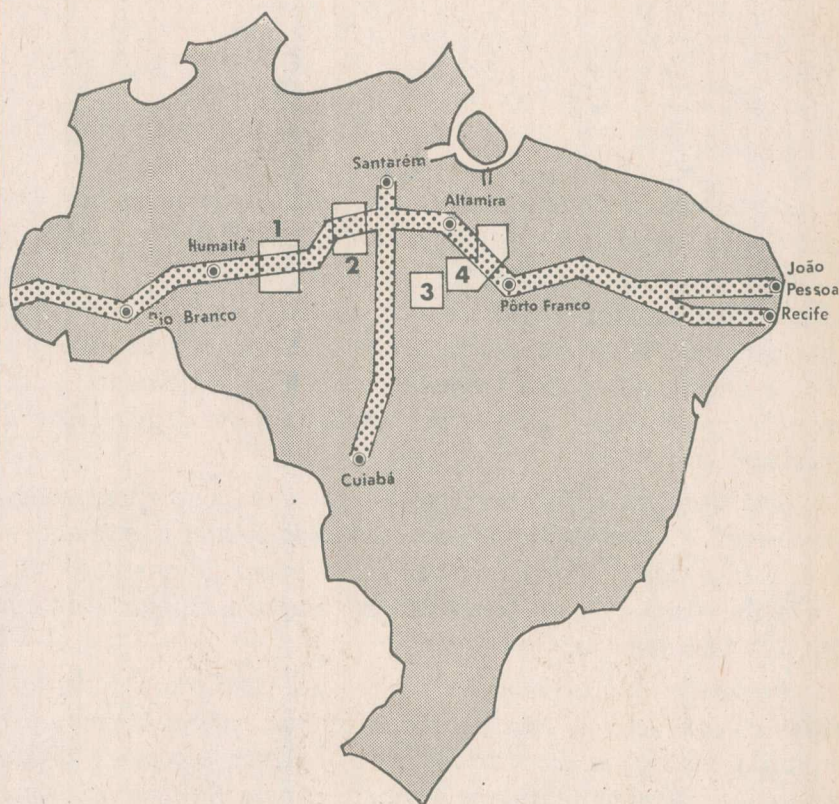 Santarém
Altamira
1
Humaitá
2
3
4
João
Pessoa
Pôrto Franco
Rio Branco
Recife
Cuiabá